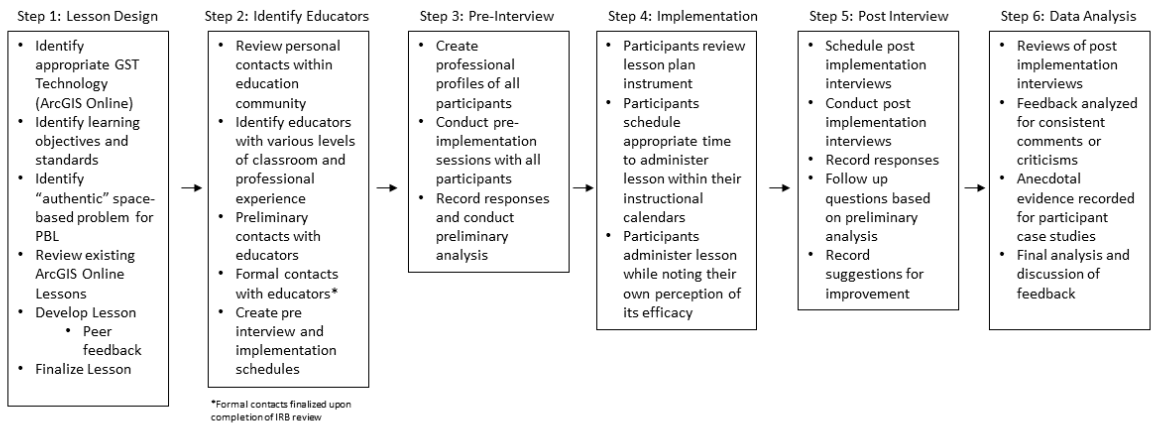 Step 1: Lesson Design
• Identify
appropriate GST
Technology
(ArcGIS Online)
• Identify learning
objectives and
standards
• Identify
“authentic” space-
based problem for
PBL
• Review existing
ArcGIS Online
Lessons
• Develop Lesson
• Peer
feedback
• Finalize Lesson
Step 2: Identify Educators
• Review personal
contacts within
education
community
• Identify educators
with various levels
of classroom and
professional
experience
• Preliminary
contacts with
educators
• Formal contacts
with educators*
• Create pre
interview and
implementation
schedules
*Formal contacts finalized upon
completion of IRB review
Step 3: Pre-Interview
• Create
professional
profiles of all
participants
• Conduct pre-
implementation
sessions with all
participants
• Record responses
and conduct
preliminary
analysis
Step 4: Implementation
• Participants review
lesson plan
instrument
• Participants
schedule
appropriate time
to administer
lesson within their
instructional
calendars
• Participants
administer lesson
while noting their
own perception of
its efficacy
Step 5: Post Interview
• Schedule post
implementation
interviews
• Conduct post
implementation
interviews
• Record responses
• Follow up
questions based
on preliminary
analysis
• Record
suggestions for
improvement
Step 6: Data Analysis
• Reviews of post
implementation
interviews
• Feedback analyzed
for consistent
comments or
criticisms
• Anecdotal
evidence recorded
for participant
case studies
• Final analysis and
discussion of
feedback